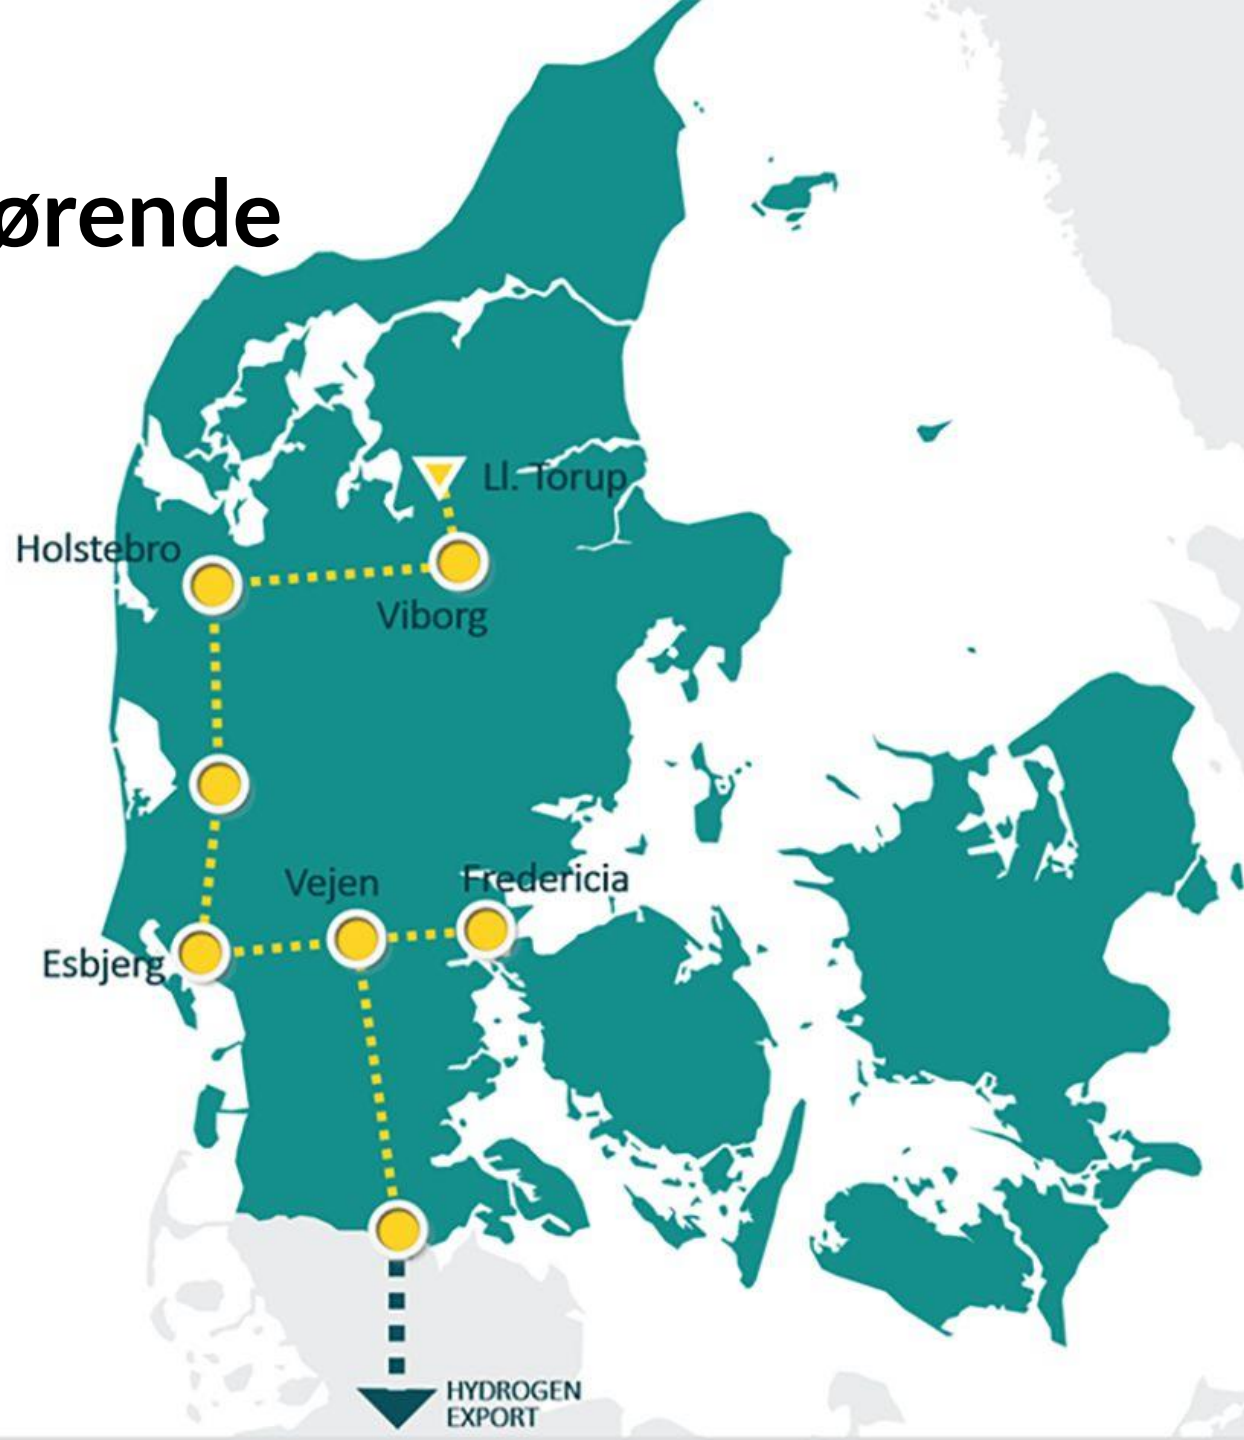 ørende
Ll. Torup
Holstebro
Viborg
Vejen
Fredericia
Esbjerg
HYDROGEN
EXPORT